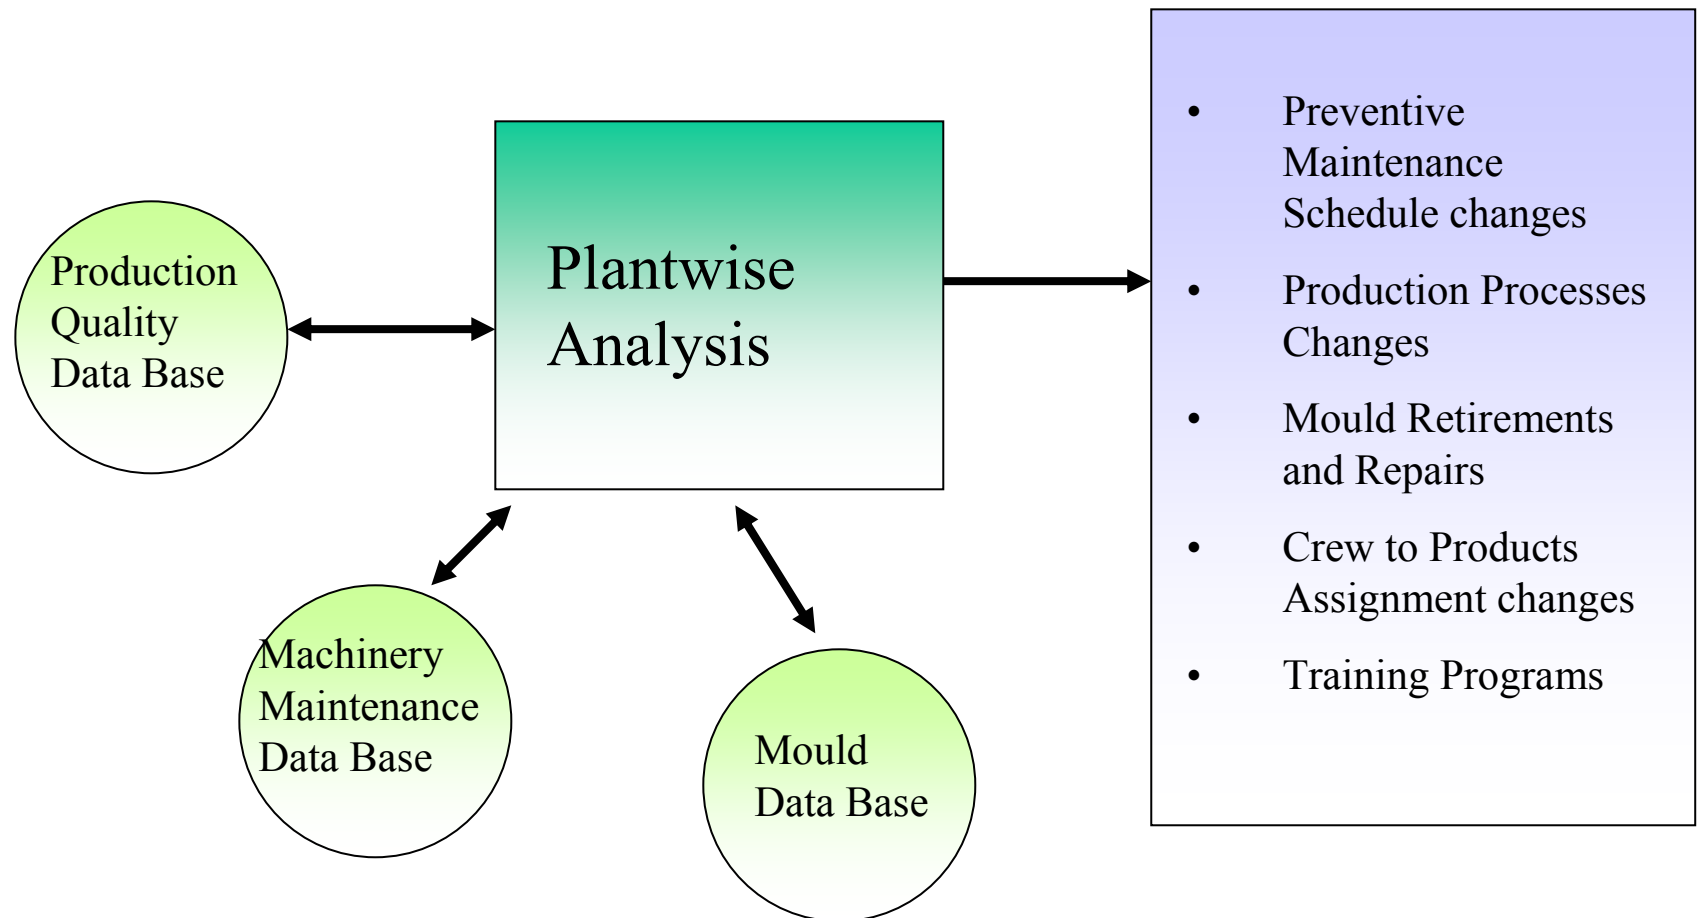 Production
Quality
Data Base
Plantwise
Analysis
Machinery
Maintenance
Data Base
Mould
Data Base
• Preventive
Maintenance
Schedule changes
• Production Processes
Changes
• Mould Retirements
and Repairs
• Crew to Products
Assignment changes
• Training Programs